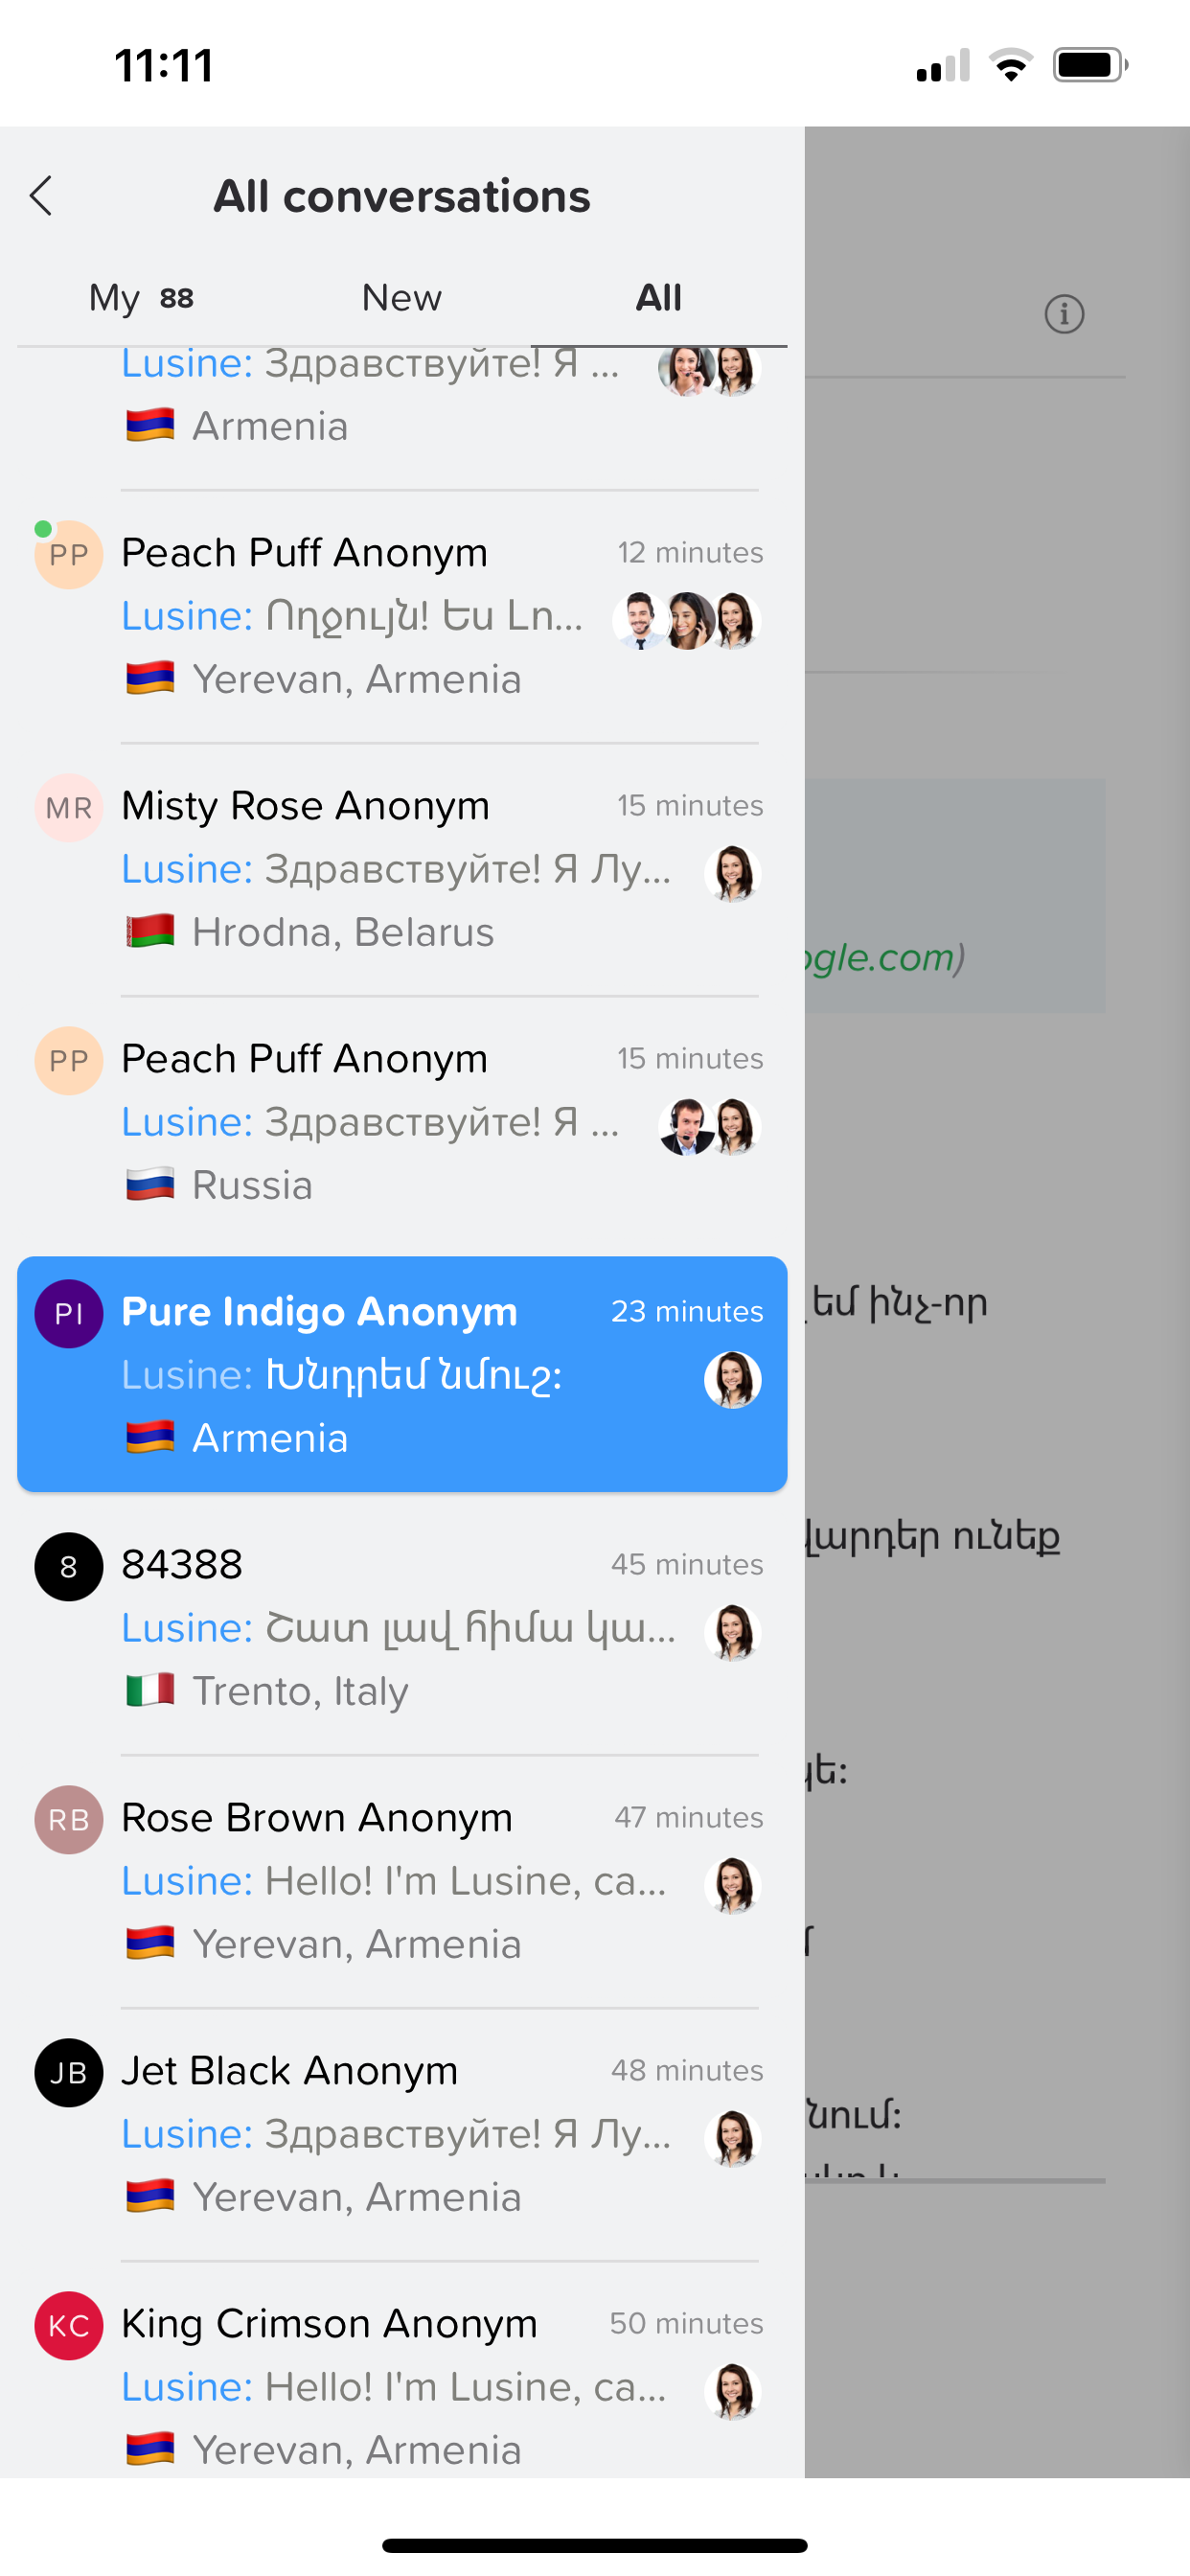 11:11
All conversations
My 88 New All
Lusine: Здравствуйте! Я ...
Armenia
PP Peach Puff Anonym 12 minutes
Lusine: Ողջույն! Ես Լու...
Yerevan, Armenia
MR Misty Rose Anonym 15 minutes
Lusine: Здравствуйте! Я Лу...
Hrodna, Belarus
ogle.com)
PP Peach Puff Anonym 15 minutes
Lusine: Здравствуйте! Я ...
Russia
եմ ինչ-որ
PI Pure Indigo Anonym 23 minutes
Lusine: Խնդրեմ նմուշ:
Armenia
վարդեր ունեք
8 84388 45 minutes
Lusine: Շատ լավ հիմա կա...
Trento, Italy
կե:
RB Rose Brown Anonym 47 minutes
Lusine: Hello! I'm Lusine, ca...
Yerevan, Armenia
JB Jet Black Anonym 48 minutes
նում:
Lusine: Здравствуйте! Я Лу...
Yerevan, Armenia
KC King Crimson Anonym 50 minutes
Lusine: Hello! I'm Lusine, ca...
Yerevan, Armenia